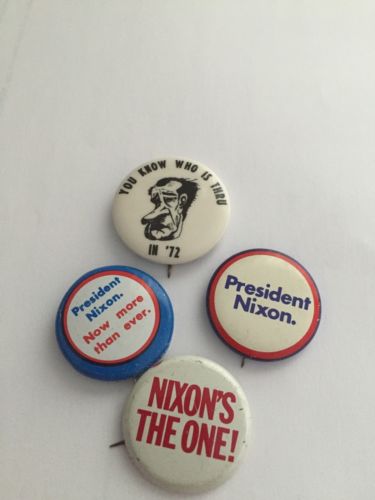 YOU KNOW WHO IS THRU
IN '72
President
Nixon.
Now more
than ever.
President
Nixon.
NIXON'S
THE ONE!